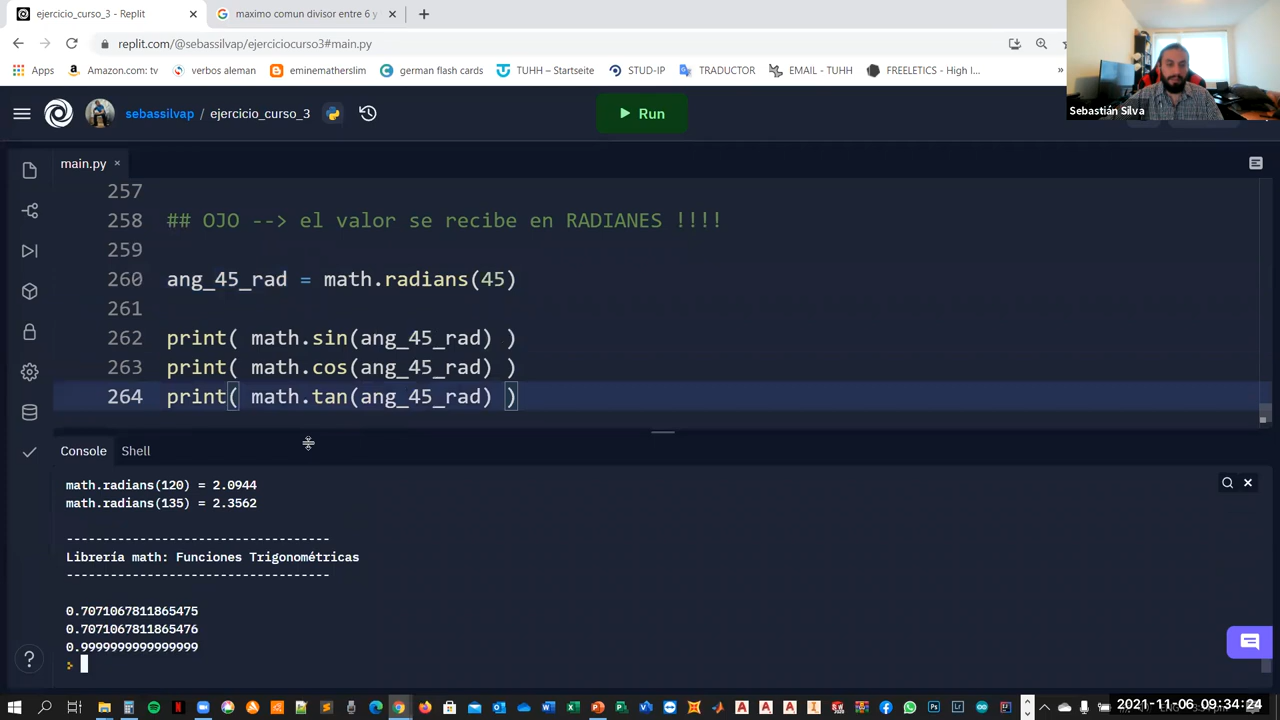 ejercicio_curso_3 - Replit
maximo comun divisor entre 6 y
replit.com/@sebassilvap/ejerciciocurso3#main.py
Apps
Amazon.com: tv
verbos aleman
eminemathserslim
german flash cards
TUHH – Startseite
STUD-IP
TRADUCTOR
EMAIL - TUHH
FREELETICS - High I...
Sebastián Silva
sebassilvap / ejercicio_curso_3
Run
main.py
257
258 ## OJO --> el valor se recibe en RADIANES !!!!
259
260 ang_45_rad = math.radians(45)
261
262 print( math.sin(ang_45_rad) )
263 print( math.cos(ang_45_rad) )
264 print( math.tan(ang_45_rad) )
Console Shell
math.radians(120) = 2.0944
math.radians(135) = 2.3562
------------------------------------
Librería math: Funciones Trigonométricas
------------------------------------
0.7071067811865475
0.7071067811865476
0.9999999999999999
2021-11-06 09:34:24